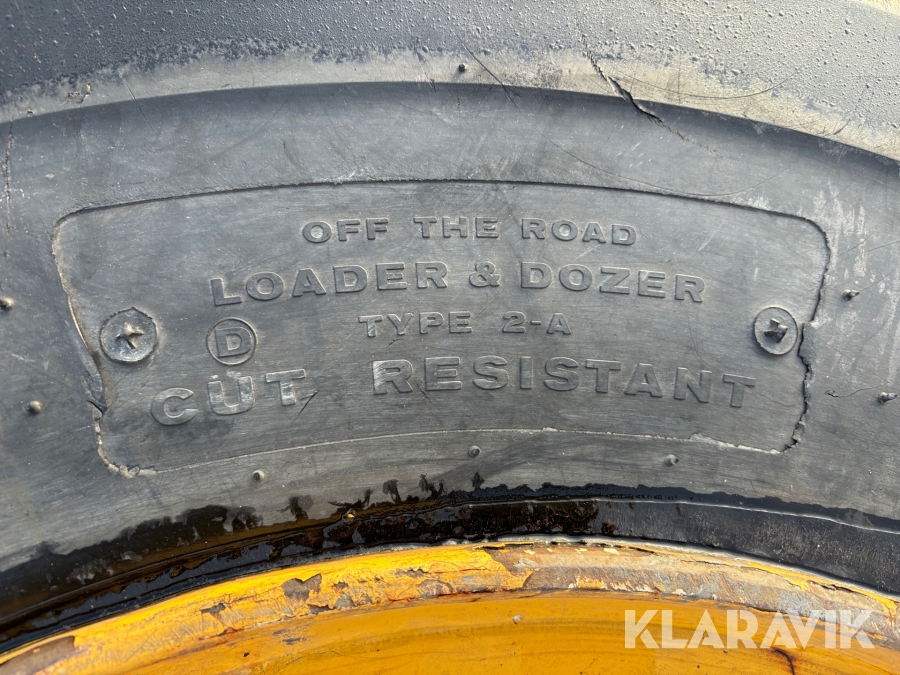 OFF THE ROAD
LOADER & DOZER
TYPE 2-A
D
CUT RESISTANT
KLARAVIK